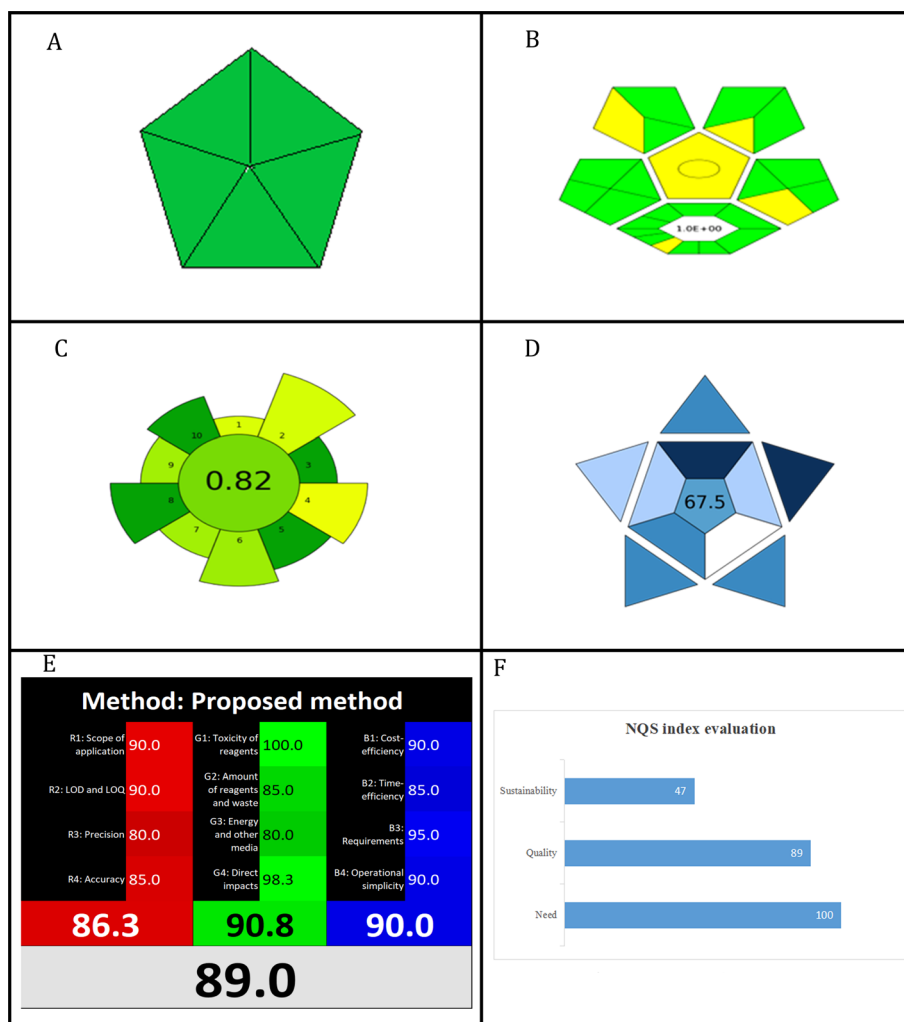 A
B
1.0E+00
C
1
2
3
4
5
6
7
8
9
10
0.82
D
67.5
E
Method: Proposed method
R1: Scope of
application
90.0
G1: Toxicity of
reagents
100.0
B1: Cost-
efficiency
90.0
R2: LOD and LOQ
90.0
G2: Amount
of reagents
and waste
85.0
B2: Time-
efficiency
85.0
R3: Precision
80.0
G3: Energy
and other
media
80.0
B3:
Requirements
95.0
R4: Accuracy
85.0
G4: Direct
impacts
98.3
B4: Operational
simplicity
90.0
86.3
90.8
90.0
89.0
F
NQS index evaluation
Sustainability
47
Quality
89
Need
100